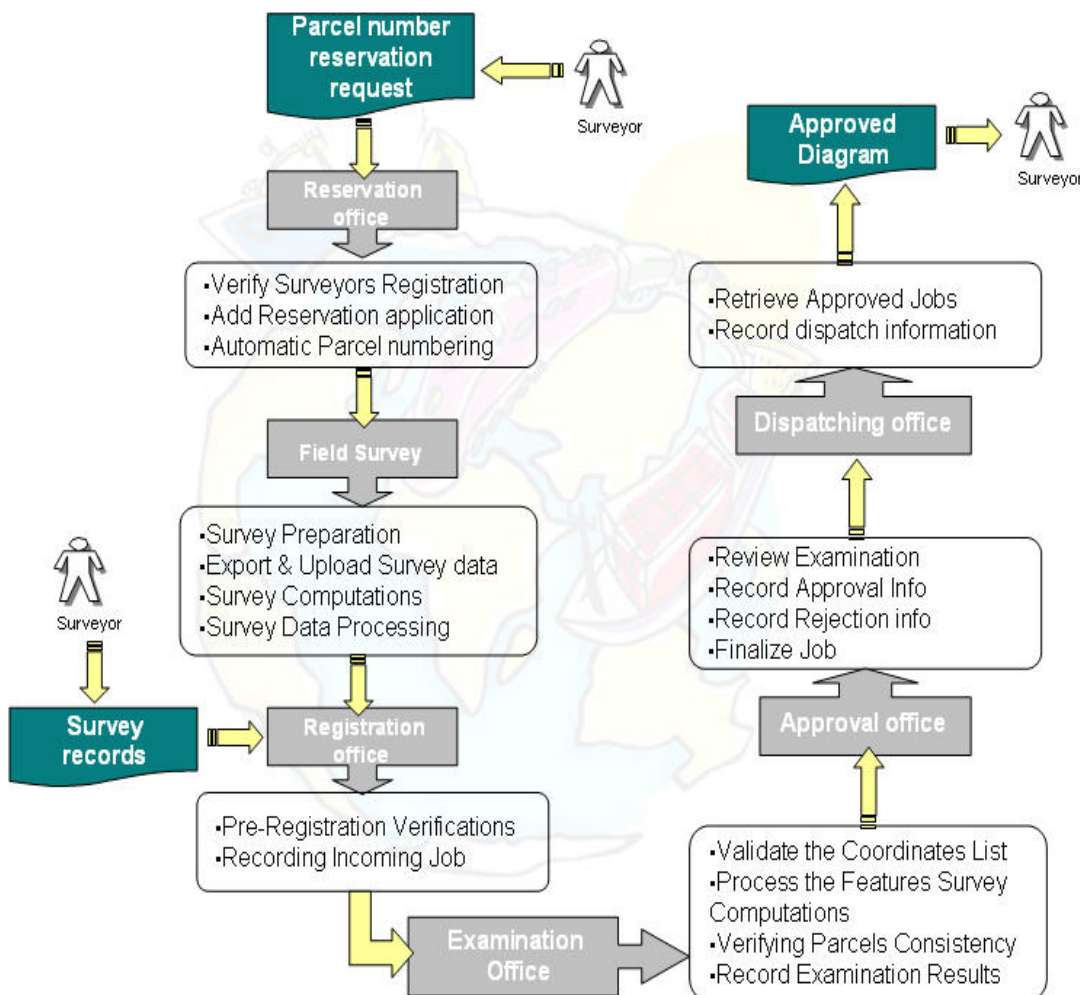 Parcel number
reservation
request
Surveyor
Reservation
office
▪Verify Surveyors Registration
▪Add Reservation application
▪Automatic Parcel numbering
Field Survey
▪Survey Preparation
▪Export & Upload Survey data
▪Survey Computations
▪Survey Data Processing
Surveyor
Survey
records
Registration
office
▪Pre-Registration Verifications
▪Recording Incoming Job
Examination
Office
▪Validate the Coordinates List
▪Process the Features Survey
Computations
▪Verifying Parcels Consistency
▪Record Examination Results
Approval office
▪Review Examination
▪Record Approval Info
▪Record Rejection info
▪Finalize Job
Dispatching office
▪Retrieve Approved Jobs
▪Record dispatch information
Approved
Diagram
Surveyor